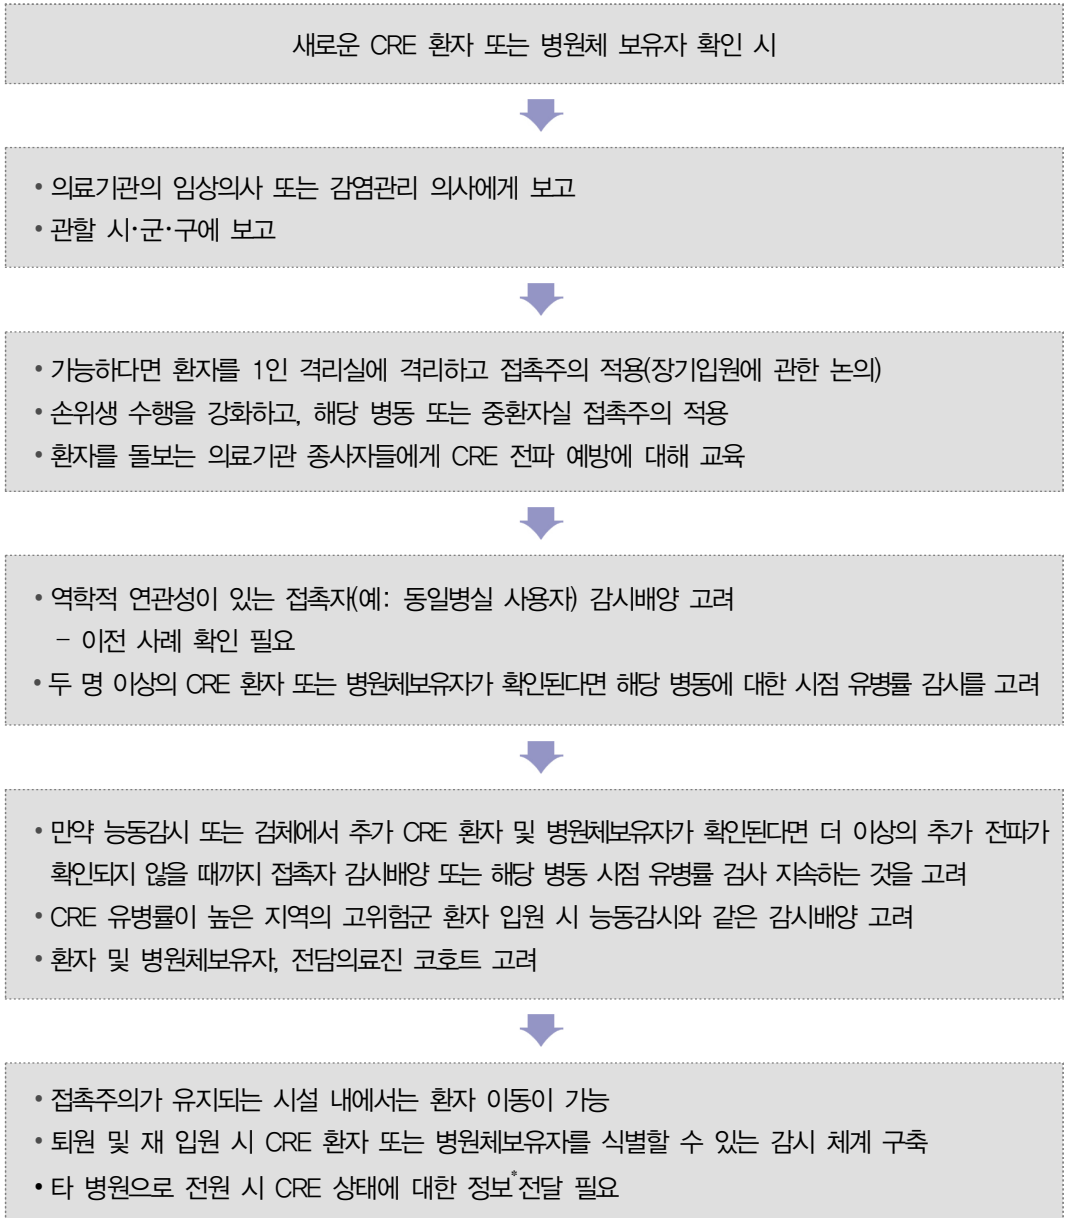 새로운 CRE 환자 또는 병원체 보유자 확인 시
• 의료기관의 임상의사 또는 감염관리 의사에게 보고
• 관할 시·군·구에 보고
• 가능하다면 환자를 1인 격리실에 격리하고 접촉주의 적용(장기입원에 관한 논의)
• 손위생 수행을 강화하고, 해당 병동 또는 중환자실 접촉주의 적용
• 환자를 돌보는 의료기관 종사자들에게 CRE 전파 예방에 대해 교육
• 역학적 연관성이 있는 접촉자(예: 동일병실 사용자) 감시배양 고려
- 이전 사례 확인 필요
• 두 명 이상의 CRE 환자 또는 병원체보유자가 확인된다면 해당 병동에 대한 시점 유병률 감시를 고려
• 만약 능동감시 또는 검체에서 추가 CRE 환자 및 병원체보유자가 확인된다면 더 이상의 추가 전파가
확인되지 않을 때까지 접촉자 감시배양 또는 해당 병동 시점 유병률 검사 지속하는 것을 고려
• CRE 유병률이 높은 지역의 고위험군 환자 입원 시 능동감시와 같은 감시배양 고려
• 환자 및 병원체보유자, 전담의료진 코호트 고려
• 접촉주의가 유지되는 시설 내에서는 환자 이동이 가능
• 퇴원 및 재 입원 시 CRE 환자 또는 병원체보유자를 식별할 수 있는 감시 체계 구축
• 타 병원으로 전원 시 CRE 상태에 대한 정보*전달 필요